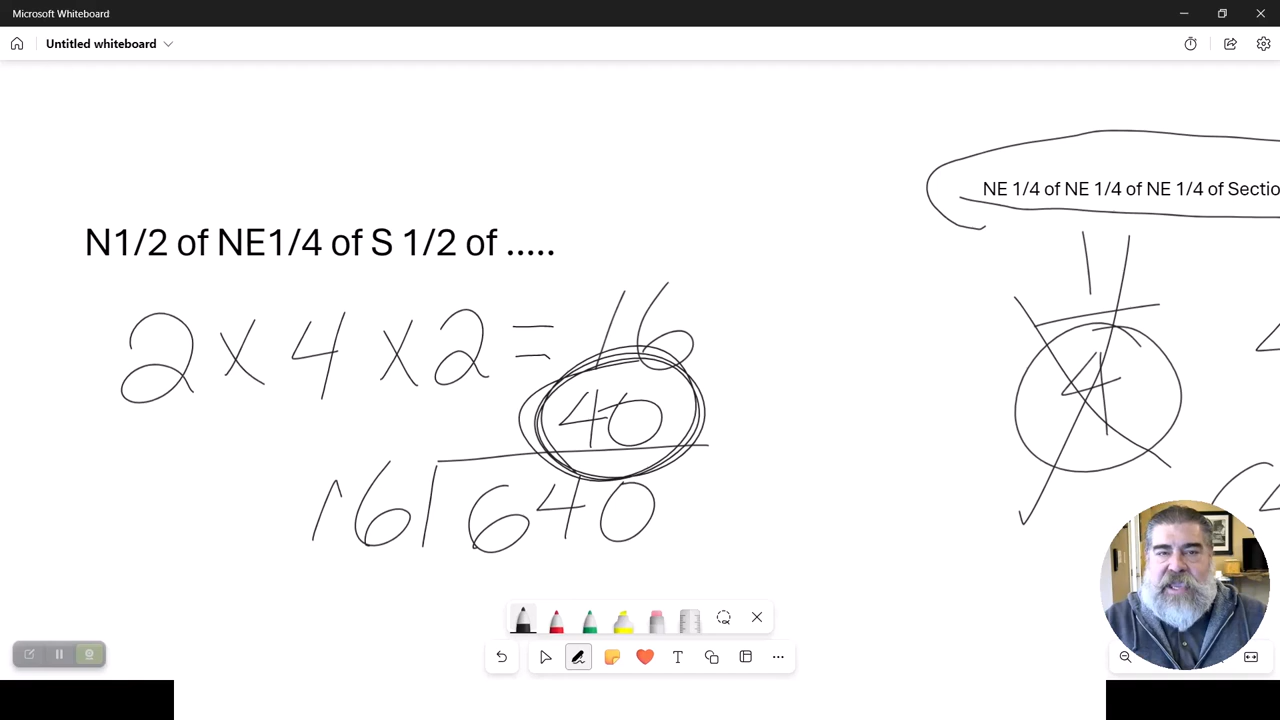 Microsoft Whiteboard
Untitled whiteboard
NE 1/4 of NE 1/4 of NE 1/4 of Sectio
N1/2 of NE1/4 of S 1/2 of .....
2 x 4 x 2 = 16
40
16 640
4